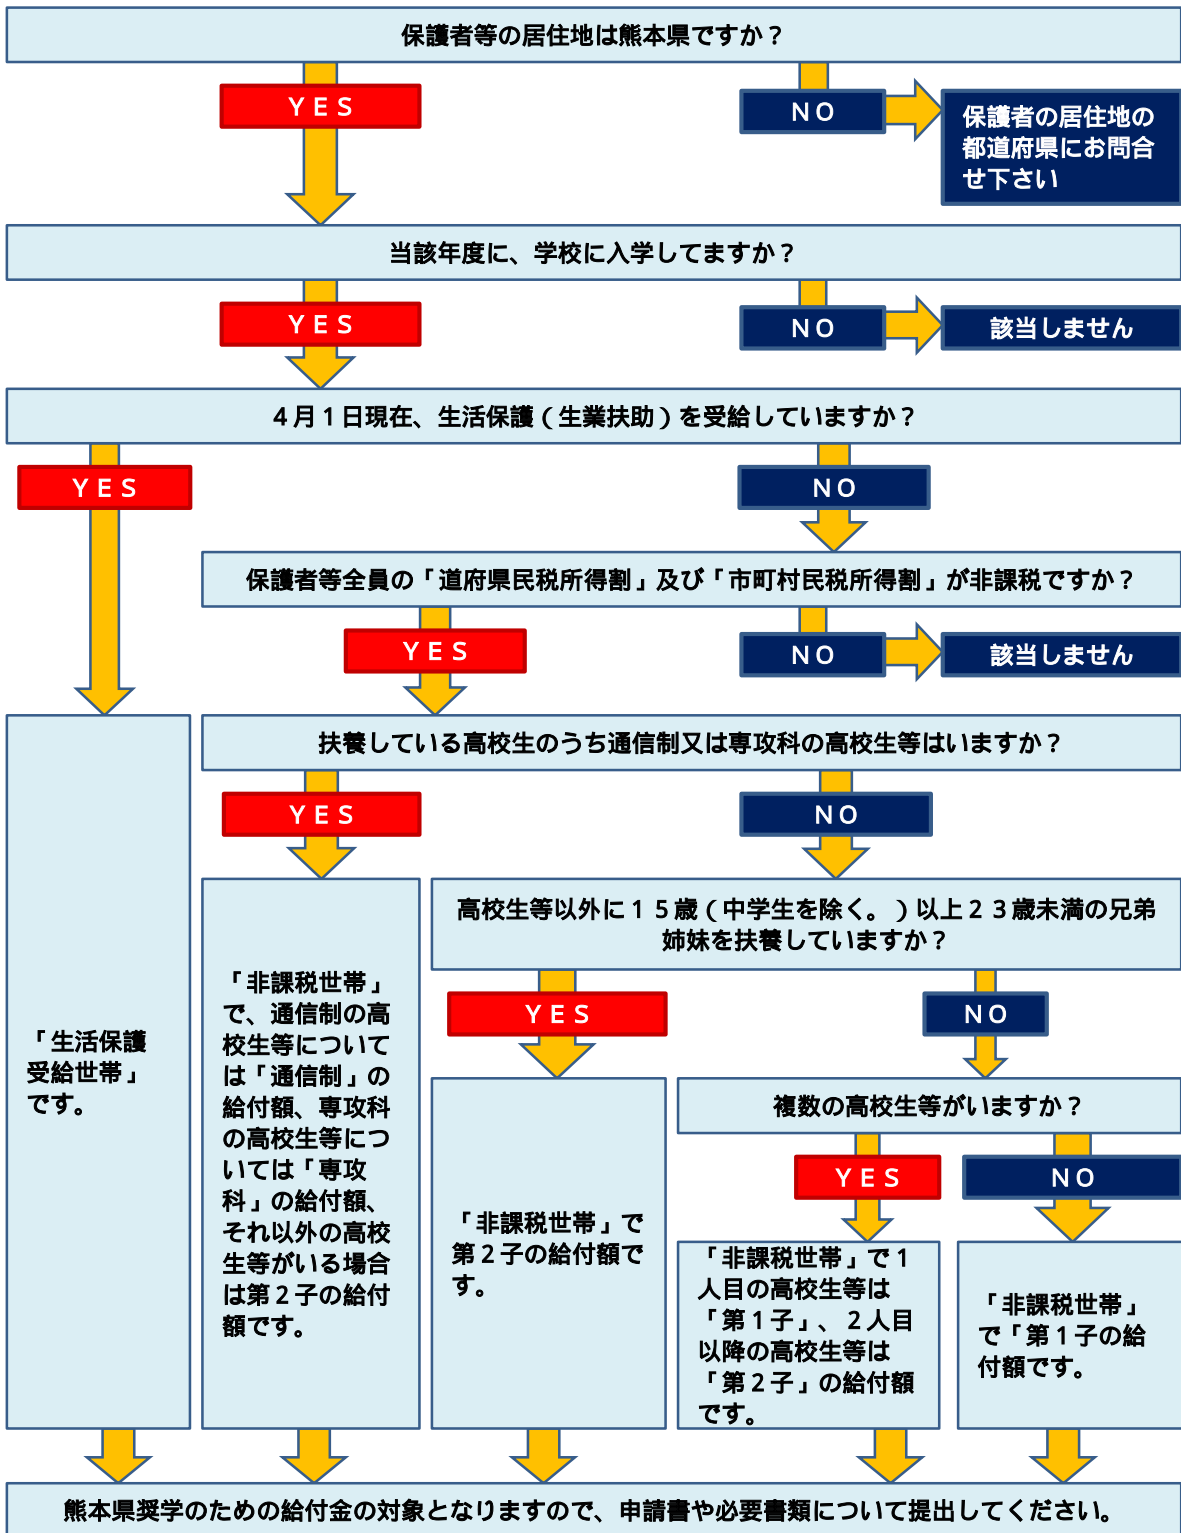 保護者等の居住地は熊本県ですか？
ＹＥＳ
ＮＯ
保護者の居住地の
都道府県にお問合
せ下さい
当該年度に、学校に入学してますか？
ＹＥＳ
ＮＯ
該当しません
４月１日現在、生活保護（生業扶助）を受給していますか？
ＹＥＳ
ＮＯ
保護者等全員の「道府県民税所得割」及び「市町村民税所得割」が非課税ですか？
ＹＥＳ
ＮＯ
該当しません
扶養している高校生のうち通信制又は専攻科の高校生等はいますか？
ＹＥＳ
ＮＯ
高校生等以外に１５歳（中学生を除く。）以上２３歳未満の兄弟
姉妹を扶養していますか？
ＹＥＳ
ＮＯ
複数の高校生等がいますか？
ＹＥＳ
ＮＯ
「生活保護
受給世帯」
です。
「非課税世帯」
で、通信制の高
校生等について
は「通信制」の
給付額、専攻科
の高校生等につ
いては「専攻
科」の給付額、
それ以外の高校
生等がいる場合
は第２子の給付
額です。
「非課税世帯」で
第２子の給付額で
す。
「非課税世帯」で１
人目の高校生等は
「第１子」、２人目
以降の高校生等は
「第２子」の給付額
です。
「非課税世帯」
で「第１子の給
付額です。
熊本県奨学のための給付金の対象となりますので、申請書や必要書類について提出してください。